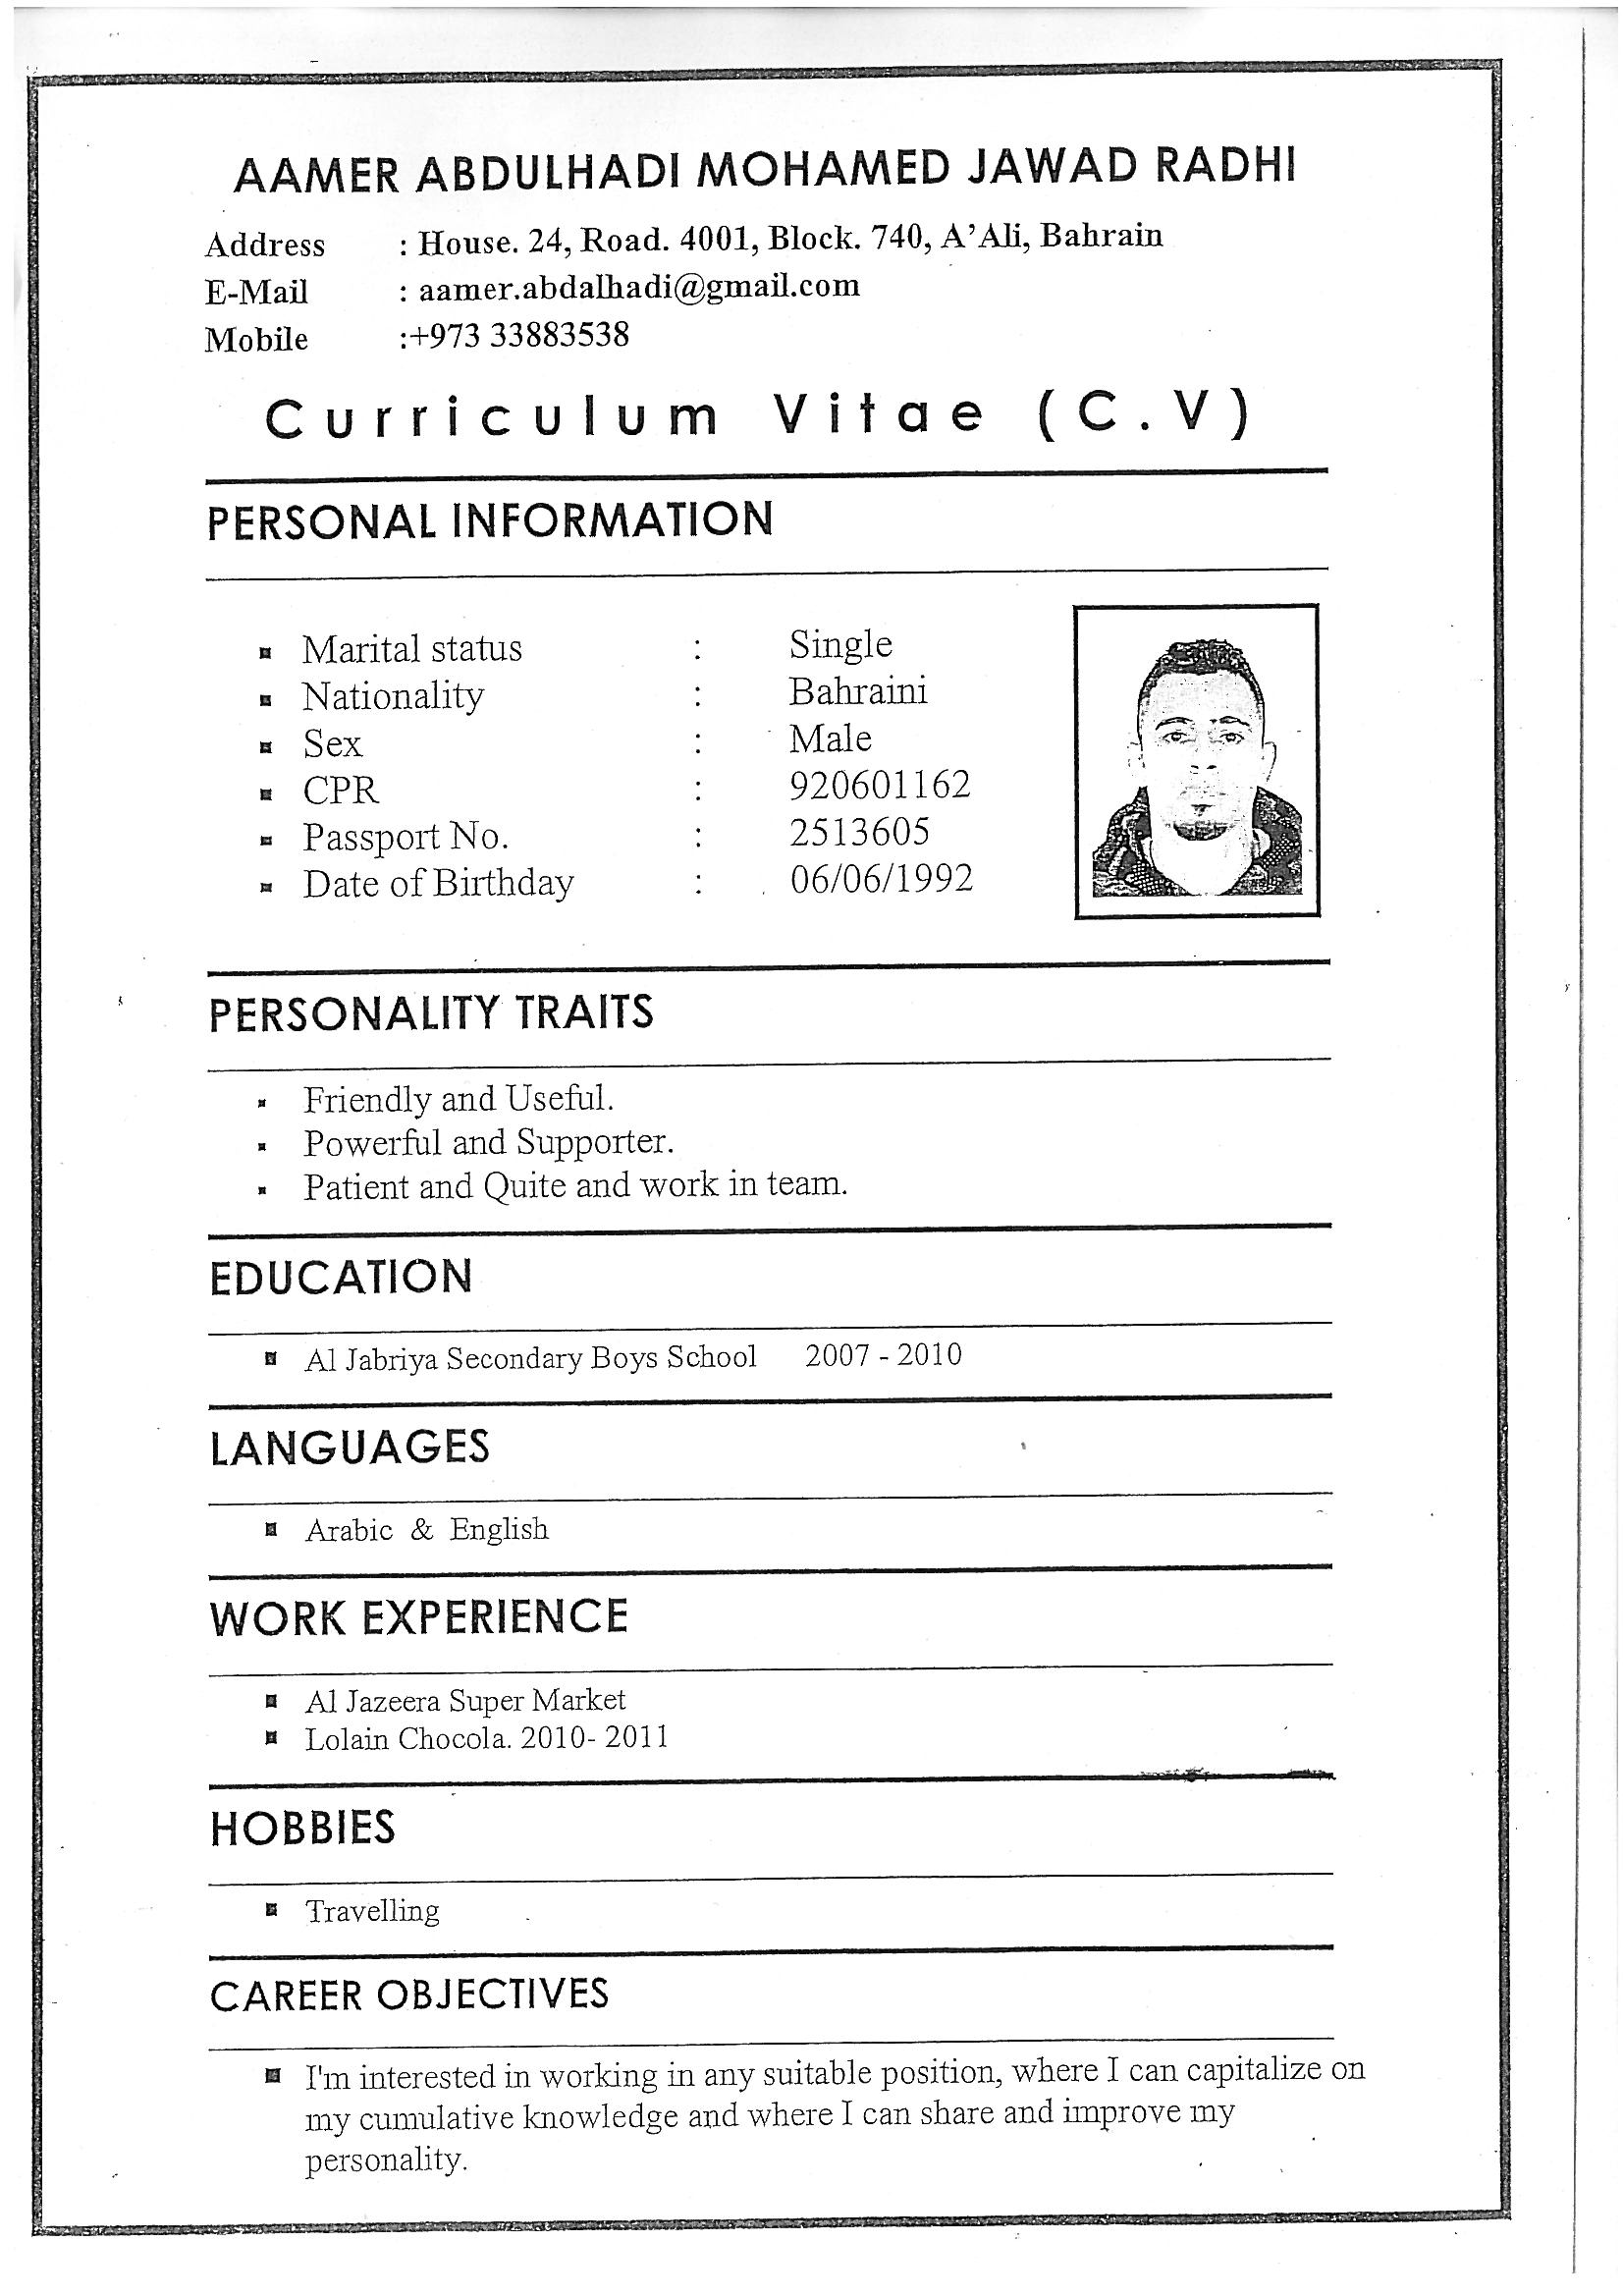 AAMER ABDULHADI MOHAMED JAWAD RADHI
Address : House. 24, Road. 4001, Block. 740, A'Ali, Bahrain
E-Mail : aamer.abdalhadi@gmail.com
Mobile :+973 33883538
Curriculum Vitae (C.V)
PERSONAL INFORMATION
▪ Marital status : Single
▪ Nationality : Bahraini
▪ Sex : Male
▪ CPR : 920601162
▪ Passport No. : 2513605
▪ Date of Birthday : 06/06/1992
PERSONALITY TRAITS
▪ Friendly and Useful.
▪ Powerful and Supporter.
▪ Patient and Quite and work in team.
EDUCATION
▪ Al Jabriya Secondary Boys School 2007 - 2010
LANGUAGES
▪ Arabic & English
WORK EXPERIENCE
▪ Al Jazeera Super Market
▪ Lolain Chocola. 2010- 2011
HOBBIES
▪ Travelling
CAREER OBJECTIVES
▪ I'm interested in working in any suitable position, where I can capitalize on
my cumulative knowledge and where I can share and improve my
personality.